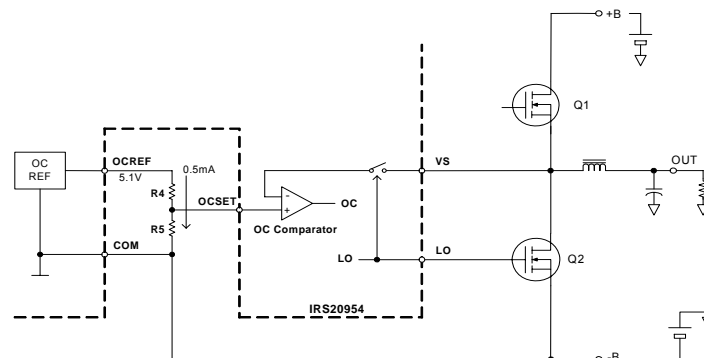 +B
Q1
OC
REF
OCREF
5.1V
0.5mA
R4
OCSET
R5
COM
VS
OUT
-
+
OC
OC Comparator
LO
LO
Q2
IRS20954
-B